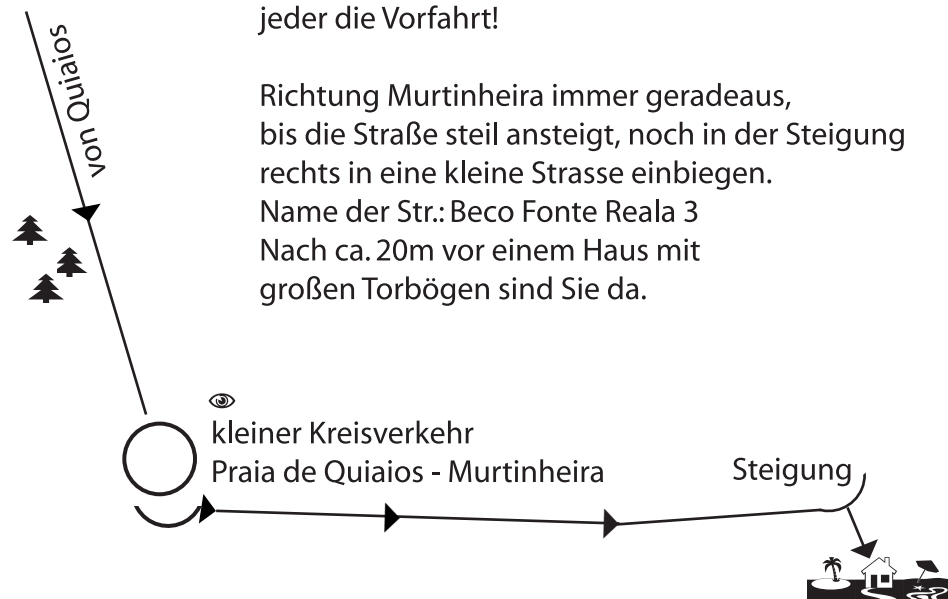 jeder die Vorfahrt!
von Quiaios
Richtung Murtinheira immer geradeaus,
bis die Straße steil ansteigt, noch in der Steigung
rechts in eine kleine Strasse einbiegen.
Name der Str.: Beco Fonte Reala 3
Nach ca. 20m vor einem Haus mit
großen Torbögen sind Sie da.
kleiner Kreisverkehr
Praia de Quiaios - Murtinheira
Steigung